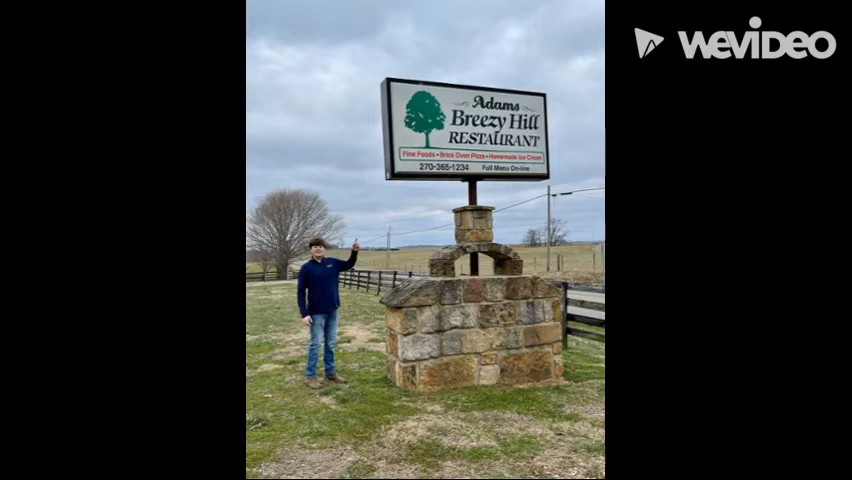 WEVIDEO
Adams
Breezy Hill
RESTAURANT
Fine Foods • Brick Oven Pizza • Homemade Ice Cream
270-365-1234 Full Menu On-line